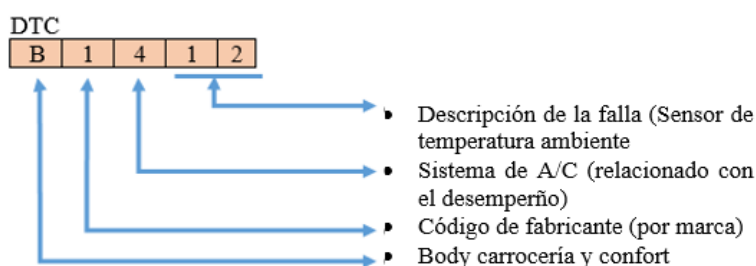 DTC
B 1 4 1 2
• Descripción de la falla (Sensor de
temperatura ambiente
• Sistema de A/C (relacionado con
el desemperño)
• Código de fabricante (por marca)
• Body carrocería y confort